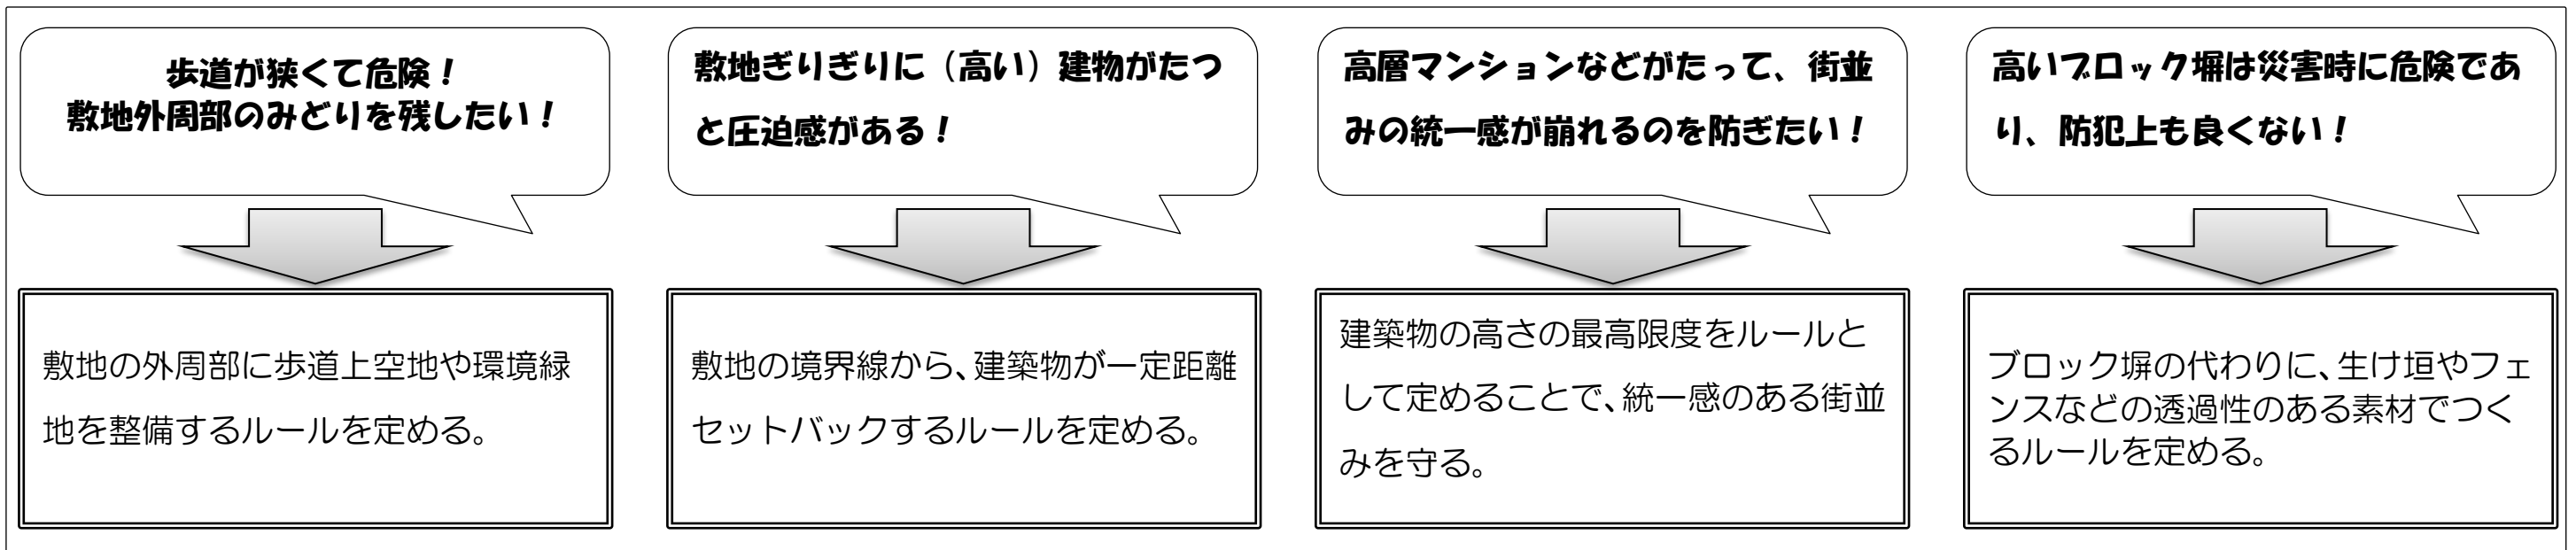 歩道が狭くて危険!
敷地外周部のみどりを残したい!
敷地ぎりぎりに（高い）建物がたつ
と圧迫感がある!
高層マンションなどがたって、街並
みの統一感が崩れるのを防ぎたい!
高いブロック塀は災害時に危険であ
り、防犯上も良くない!
敷地の外周部に歩道上空地や環境緑
地を整備するルールを定める。
敷地の境界線から、建築物が一定距離
セットバックするルールを定める。
建築物の高さの最高限度をルールと
して定めることで、統一感のある街並
みを守る。
ブロック塀の代わりに、生け垣やフェ
ンスなどの透過性のある素材でつく
るルールを定める。